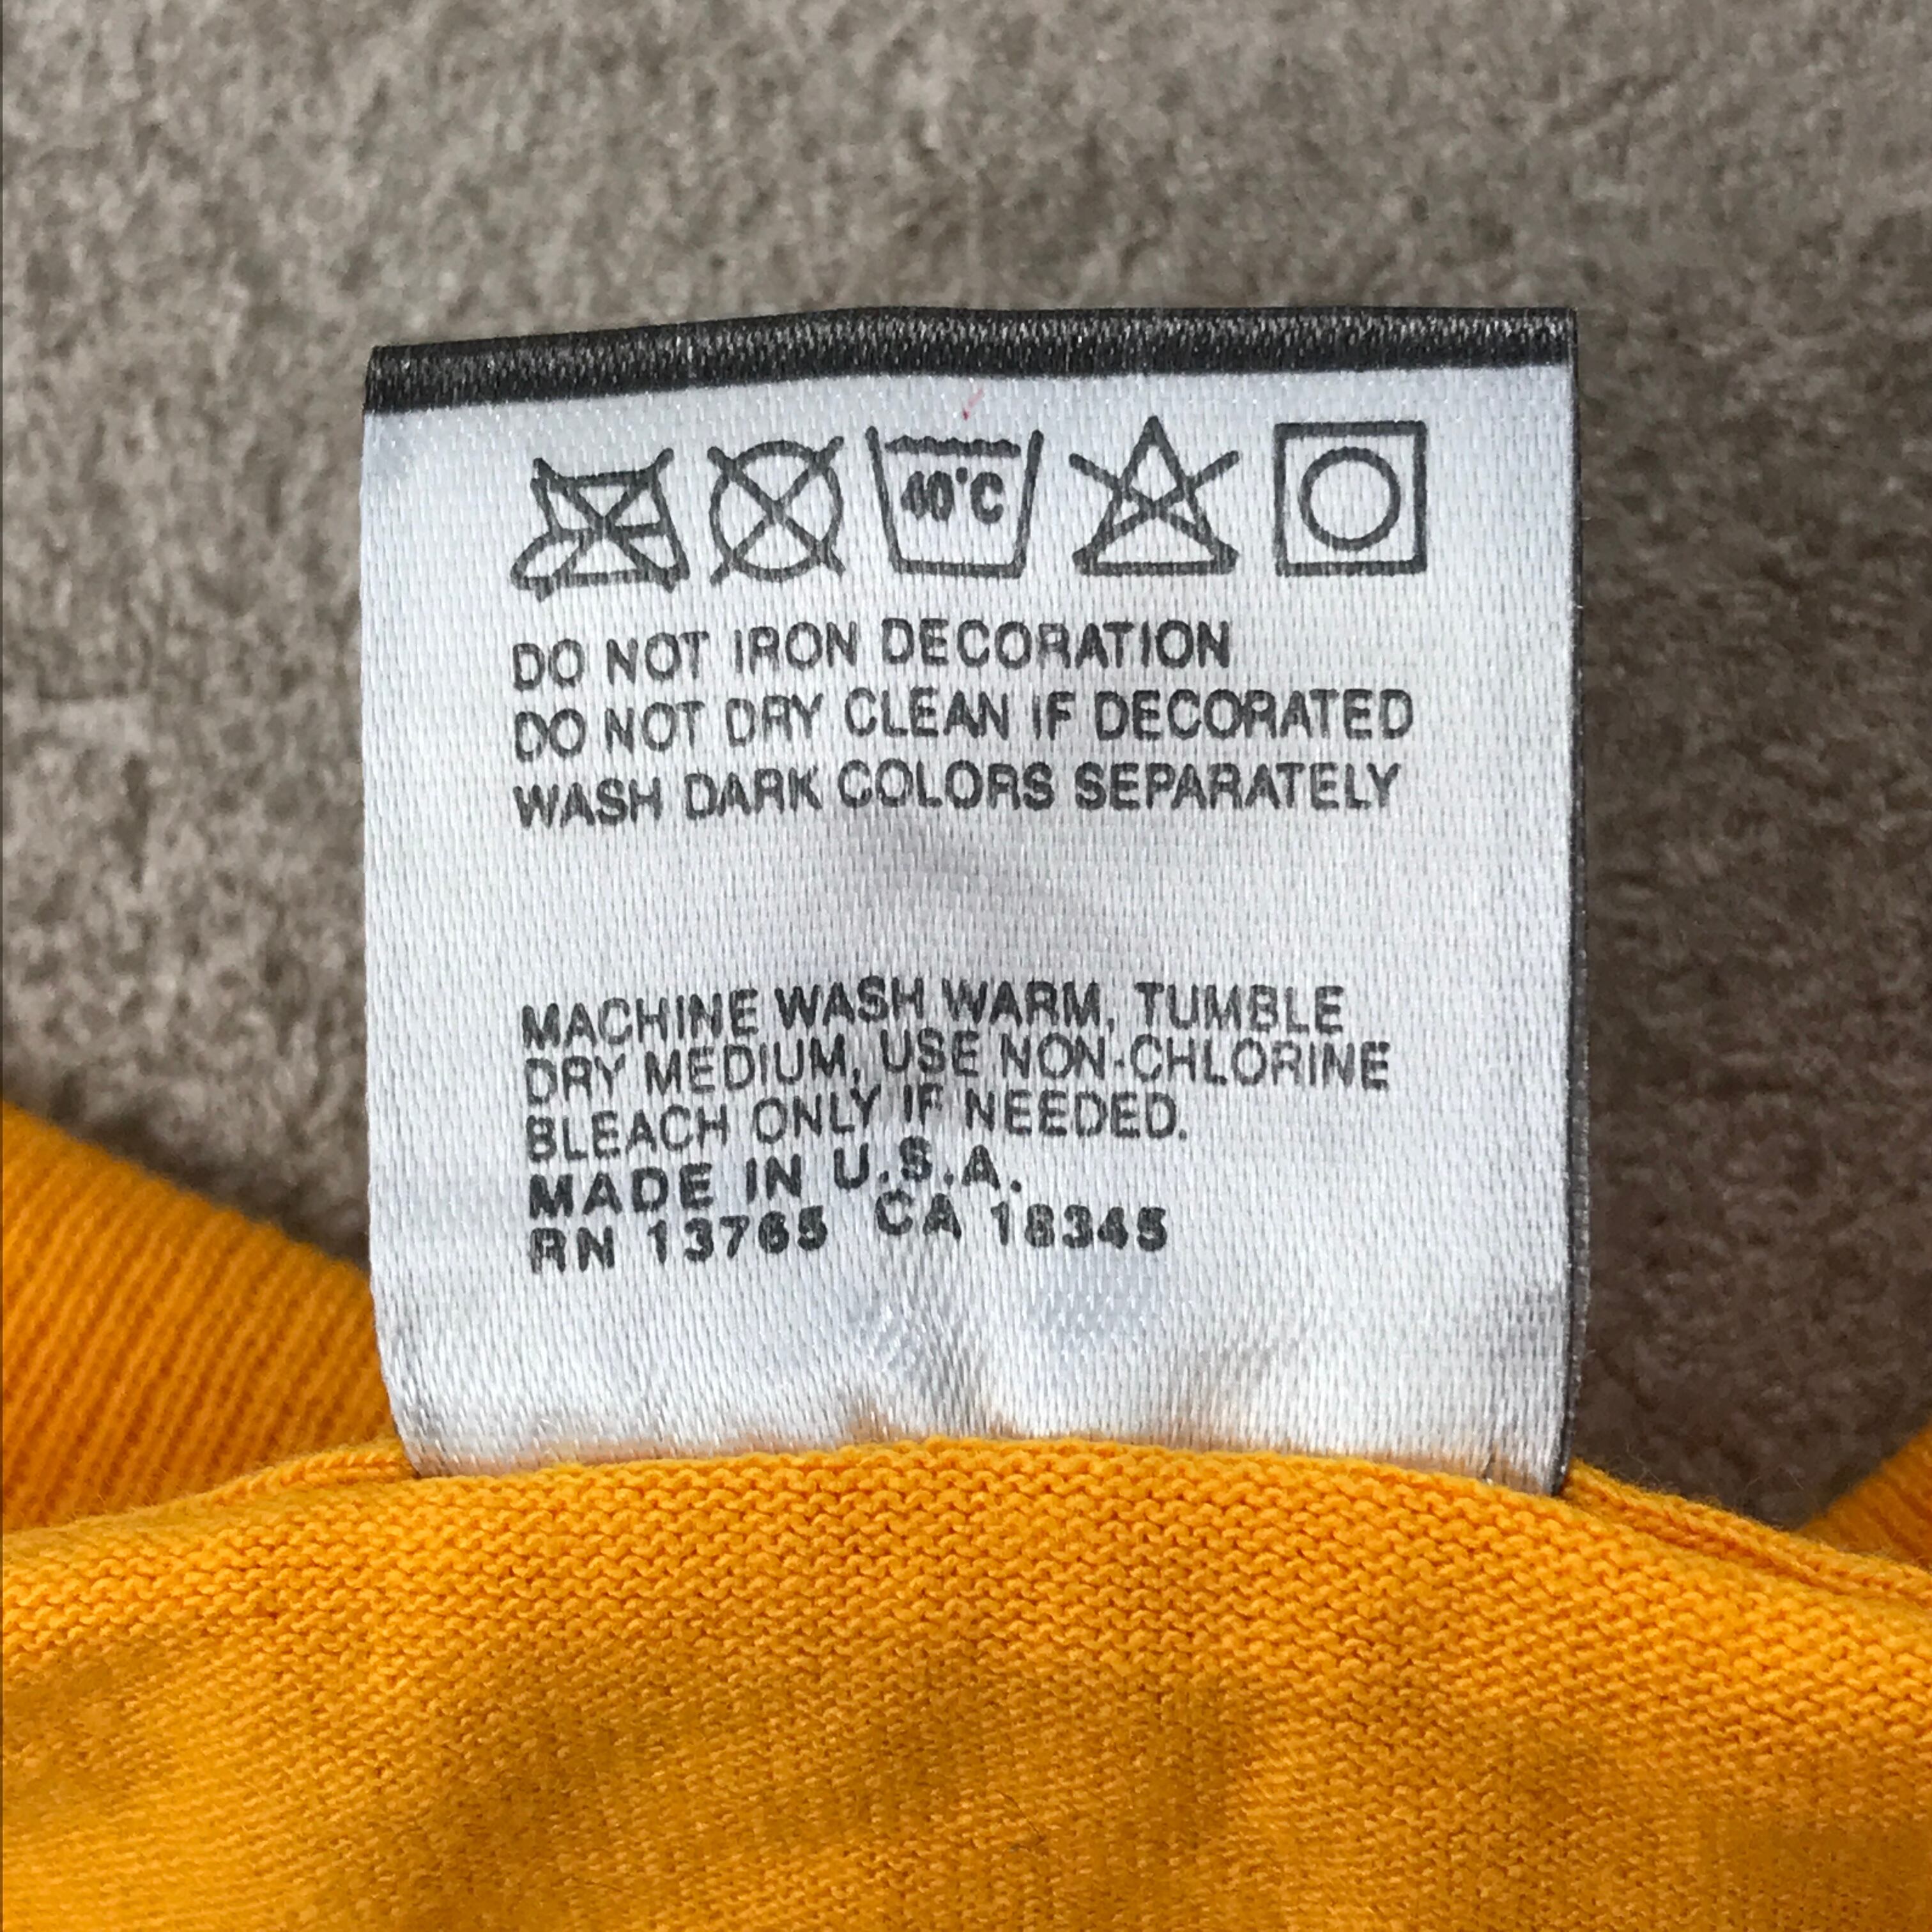 40°C
DO NOT IRON DECORATION
DO NOT DRY CLEAN IF DECORATED
WASH DARK COLORS SEPARATELY
MACHINE WASH WARM, TUMBLE
DRY MEDIUM, USE NON-CHLORINE
BLEACH ONLY IF NEEDED.
MADE IN U.S.A.
RN 13765 CA 18345